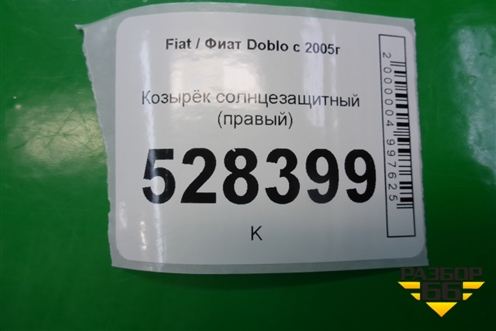 Fiat / Фиат Doblo с 2005г
Козырёк солнцезащитный
(правый)
528399
К
2000004997625
РАЗБОР
66